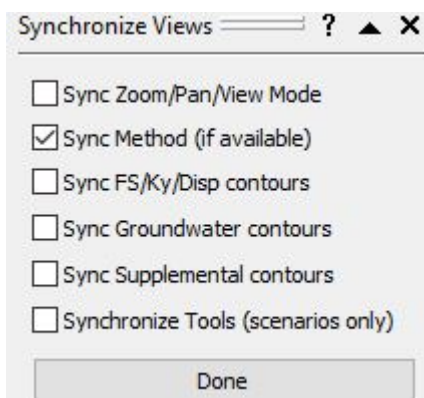 Synchronize Views ?
Sync Zoom/Pan/View Mode
Sync Method (if available)
Sync FS/Ky/Disp contours
Sync Groundwater contours
Sync Supplemental contours
Synchronize Tools (scenarios only)
Done